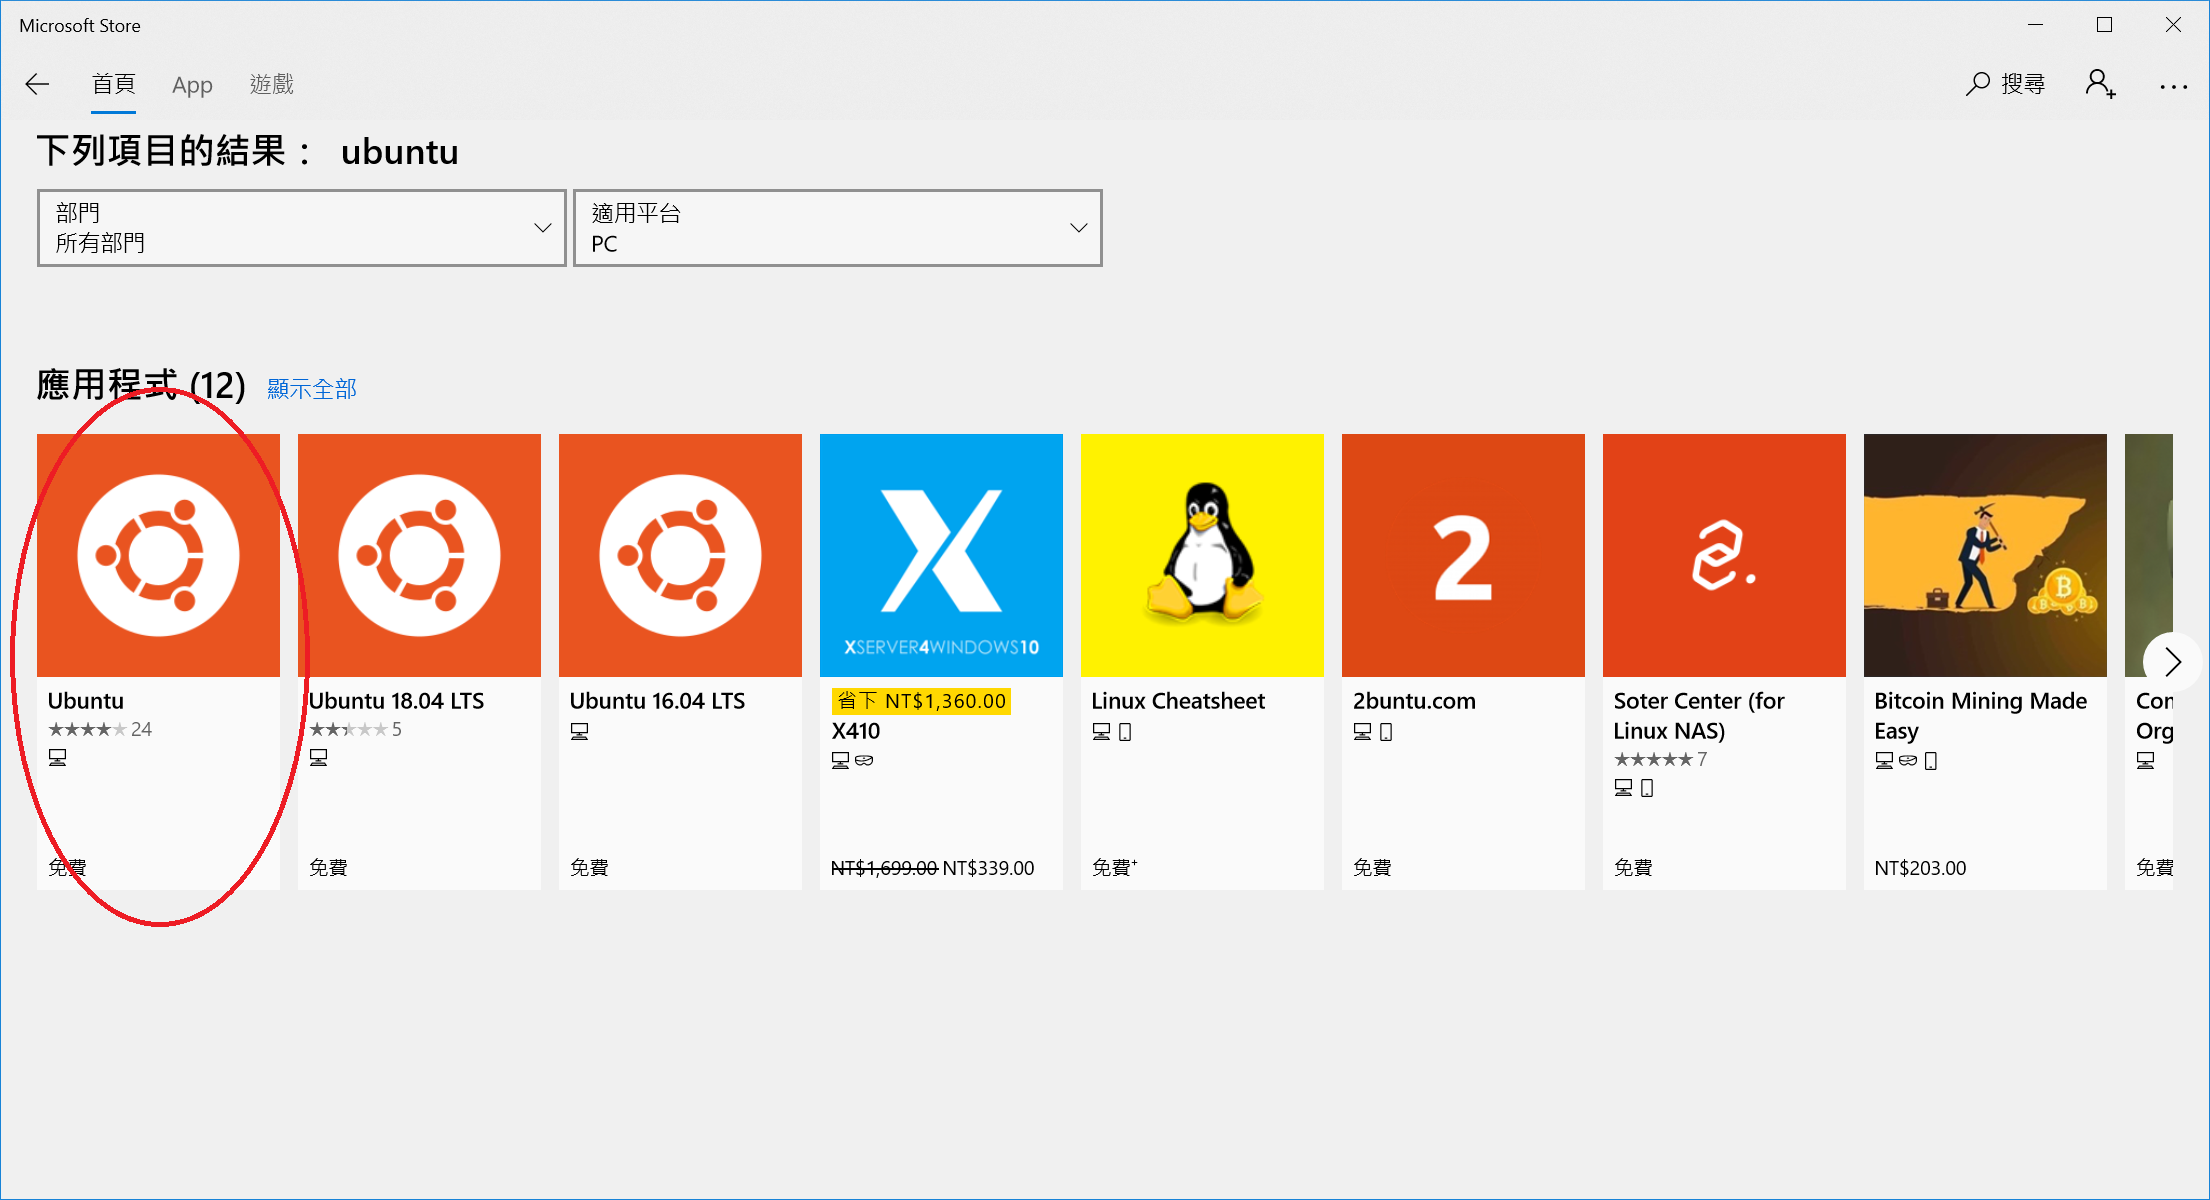 Microsoft Store
首頁 App 遊戲 搜尋
下列項目的結果： ubuntu
部門
所有部門
適用平台
PC
應用程式 (12) 顯示全部
Ubuntu
24
免費
Ubuntu 18.04 LTS
5
免費
Ubuntu 16.04 LTS
免費
XSERVER4WINDOWS10
省下 NT$1,360.00
X410
NT$1,699.00 NT$339.00
Linux Cheatsheet
免費+
2
2buntu.com
免費
Soter Center (for
Linux NAS)
7
免費
Bitcoin Mining Made
Easy
NT$203.00
Con
Org
免費